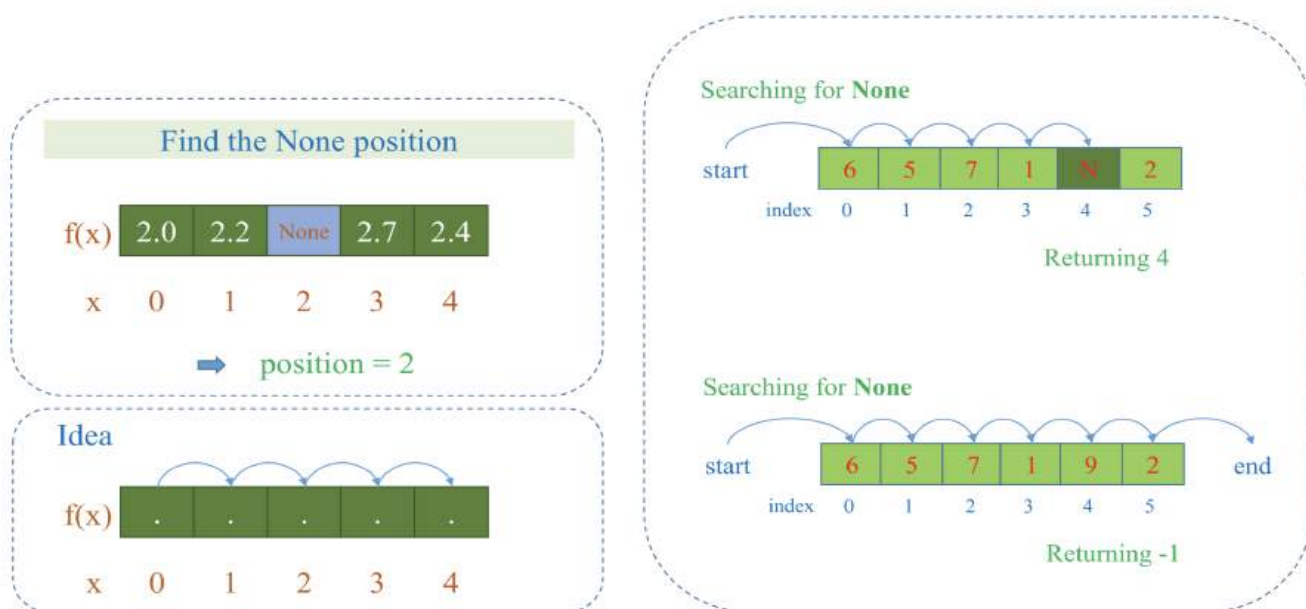 Find the None position
f(x) 2.0 2.2 None 2.7 2.4
x 0 1 2 3 4
position = 2
Idea
f(x) . . . . .
x 0 1 2 3 4
Searching for None
start 6 5 7 1 N 2
index 0 1 2 3 4 5
Returning 4
Searching for None
start 6 5 7 1 9 2 end
index 0 1 2 3 4 5
Returning -1